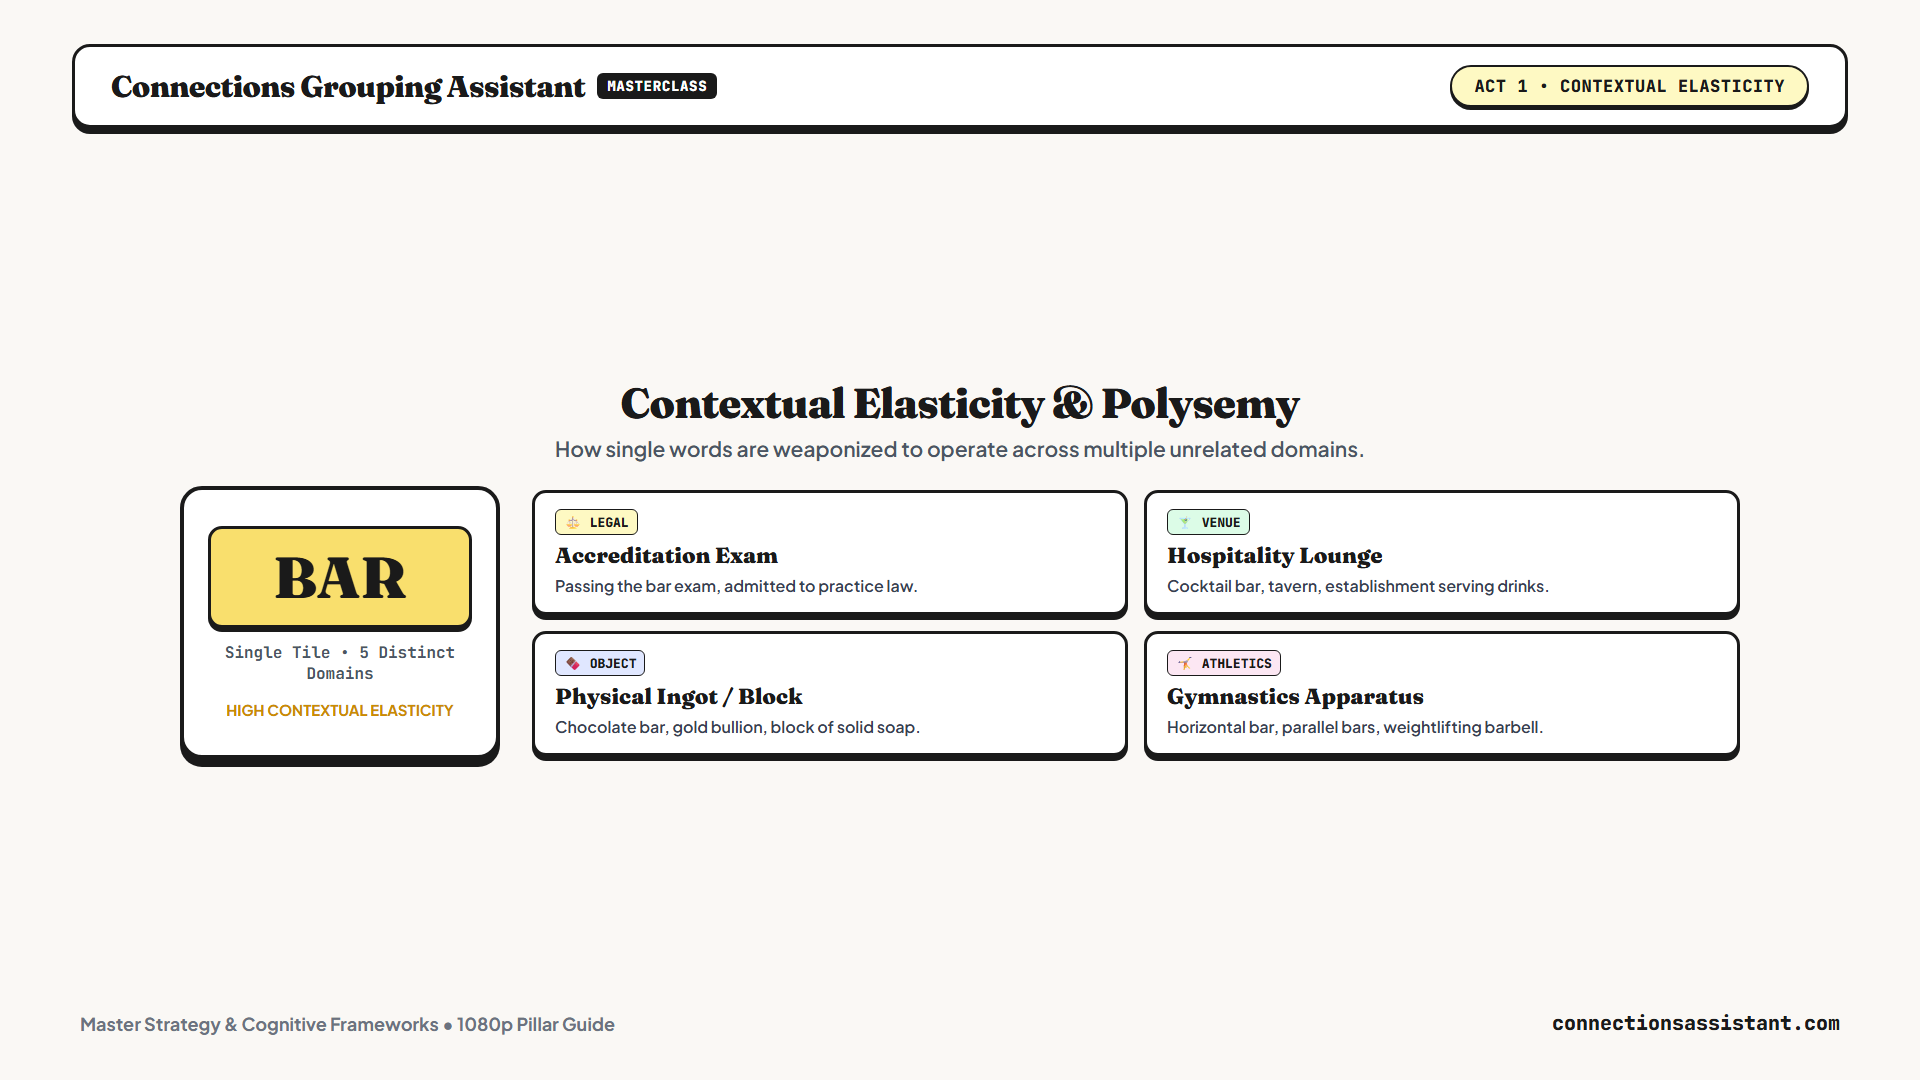 Connections Grouping Assistant MASTERCLASS
ACT 1 • CONTEXTUAL ELASTICITY
Contextual Elasticity & Polysemy
How single words are weaponized to operate across multiple unrelated domains.
BAR
Single Tile • 5 Distinct
Domains
HIGH CONTEXTUAL ELASTICITY
LEGAL
Accreditation Exam
Passing the bar exam, admitted to practice law.
VENUE
Hospitality Lounge
Cocktail bar, tavern, establishment serving drinks.
OBJECT
Physical Ingot / Block
Chocolate bar, gold bullion, block of solid soap.
ATHLETICS
Gymnastics Apparatus
Horizontal bar, parallel bars, weightlifting barbell.
Master Strategy & Cognitive Frameworks • 1080p Pillar Guide
connectionsassistant.com